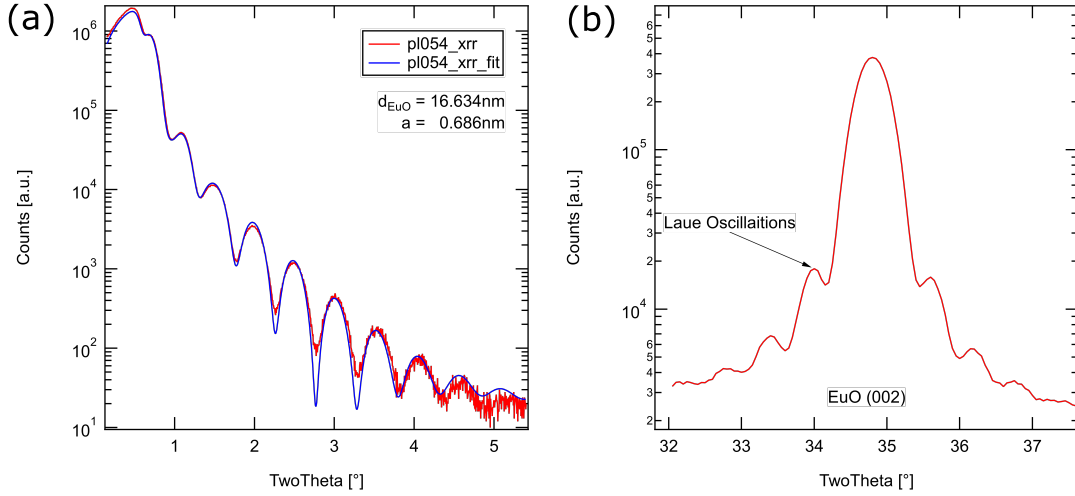 (a)
10^6
10^5
10^4
10^3
10^2
10^1
Counts [a.u.]
1 2 3 4 5
TwoTheta [°]
pl054_xrr
pl054_xrr_fit
d_EuO = 16.634nm
a = 0.686nm
(b)
6
5
4
3
2
10^5
6
5
4
3
2
10^4
6
5
4
3
2
Counts [a.u.]
Laue Oscillaitions
EuO (002)
32 33 34 35 36 37
TwoTheta [°]